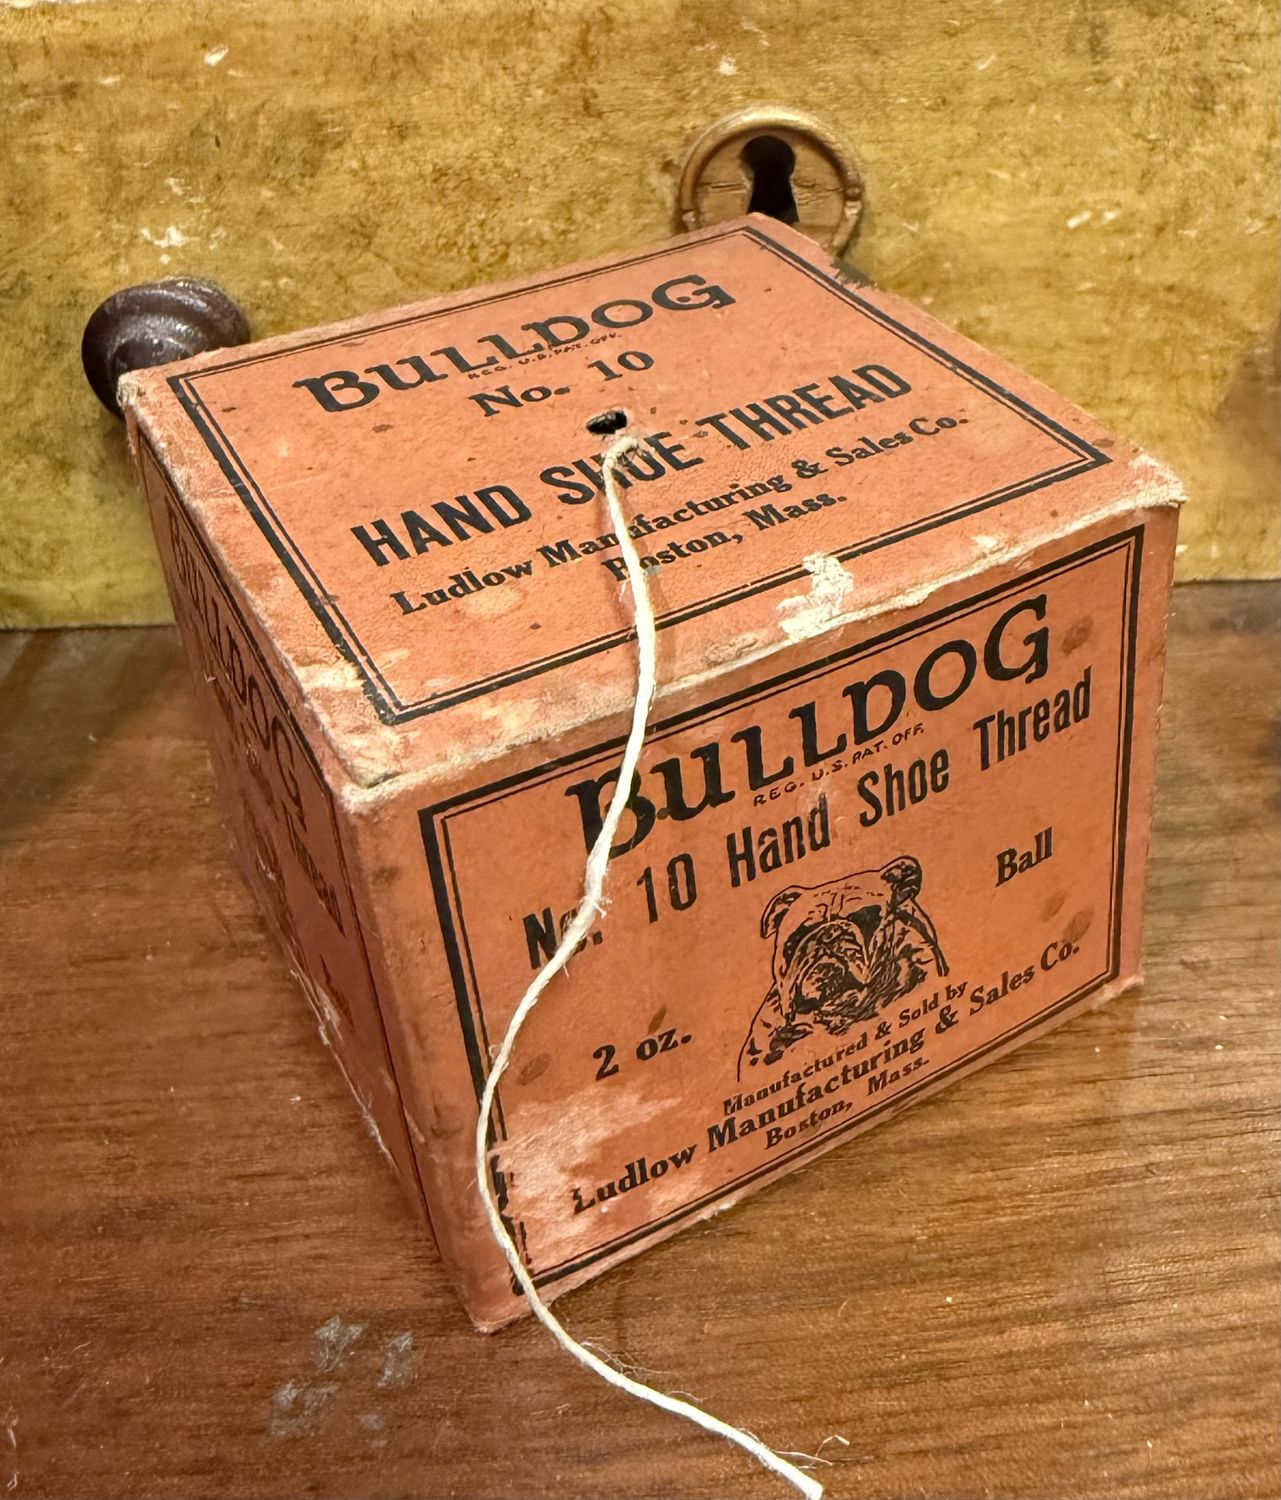 BULLDOG
REG. U.S. PAT. OFF.
No. 10
HAND SHOE THREAD
Ludlow Manufacturing & Sales Co.
Boston, Mass.
BULLDOG
REG. U.S. PAT. OFF.
No. 10 Hand Shoe Thread
2 oz. Ball
Manufactured & Sold by
Ludlow Manufacturing & Sales Co.
Boston, Mass.
BULLDOG
Thread